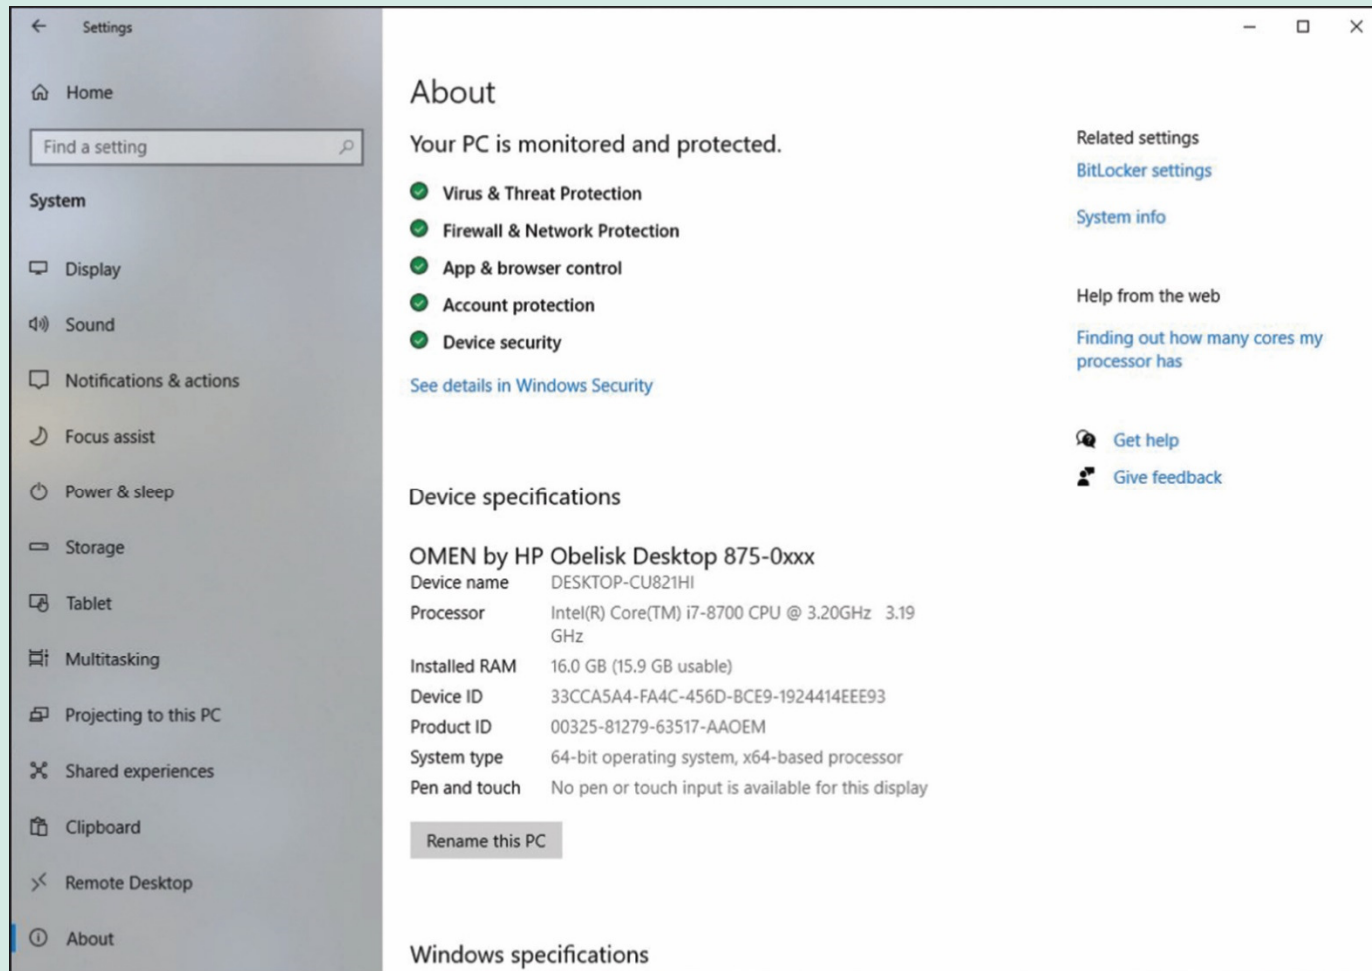 Settings
Home
Find a setting
System
Display
Sound
Notifications & actions
Focus assist
Power & sleep
Storage
Tablet
Multitasking
Projecting to this PC
Shared experiences
Clipboard
Remote Desktop
About
About
Your PC is monitored and protected.
Virus & Threat Protection
Firewall & Network Protection
App & browser control
Account protection
Device security
See details in Windows Security
Device specifications
OMEN by HP Obelisk Desktop 875-0xxx
Device name DESKTOP-CU821HI
Processor Intel(R) Core(TM) i7-8700 CPU @ 3.20GHz 3.19
GHz
Installed RAM 16.0 GB (15.9 GB usable)
Device ID 33CCA5A4-FA4C-456D-BCE9-1924414EEE93
Product ID 00325-81279-63517-AAOEM
System type 64-bit operating system, x64-based processor
Pen and touch No pen or touch input is available for this display
Rename this PC
Windows specifications
Related settings
BitLocker settings
System info
Help from the web
Finding out how many cores my
processor has
Get help
Give feedback